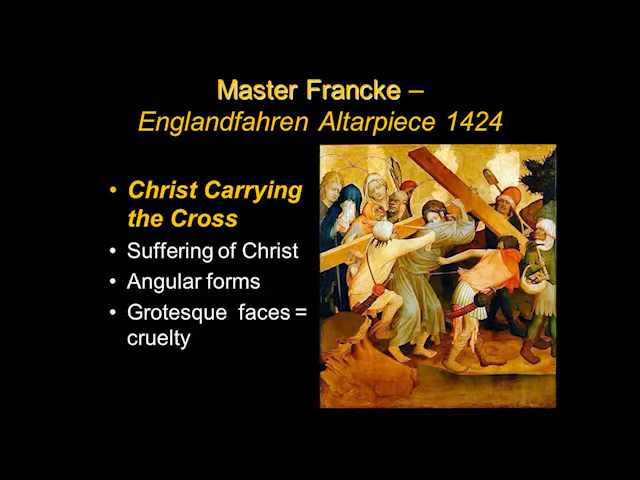 Master Francke –
Englandfahren Altarpiece 1424
• Christ Carrying
the Cross
• Suffering of Christ
• Angular forms
• Grotesque faces =
cruelty